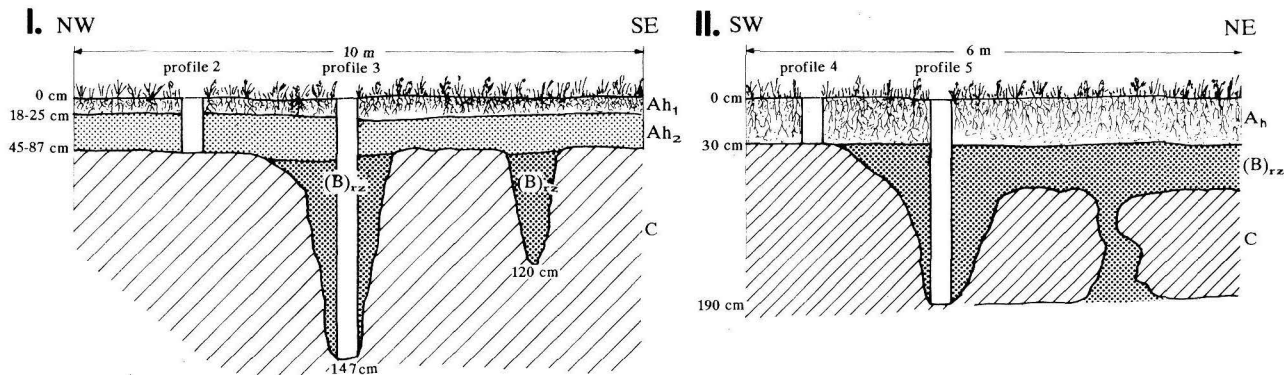 I. NW SE
10 m
profile 2 profile 3
0 cm
Ah₁
18-25 cm
Ah₂
45-87 cm
(B)rz (B)rz
C
120 cm
147cm
II. SW NE
6 m
profile 4 profile 5
0 cm
Ah
30 cm
(B)rz
C
190 cm